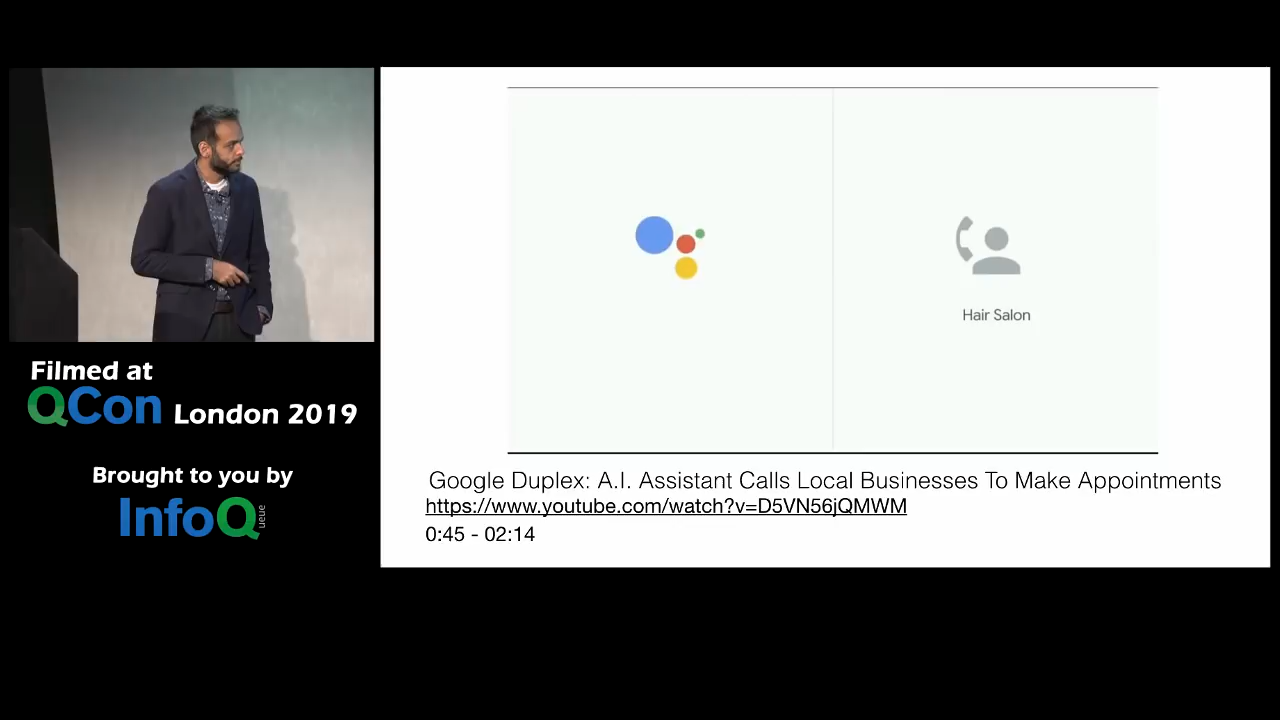 Filmed at
QCon London 2019
Brought to you by
InfoQ
ueue
Hair Salon
Google Duplex: A.I. Assistant Calls Local Businesses To Make Appointments
https://www.youtube.com/watch?v=D5VN56jQMWM
0:45 - 02:14